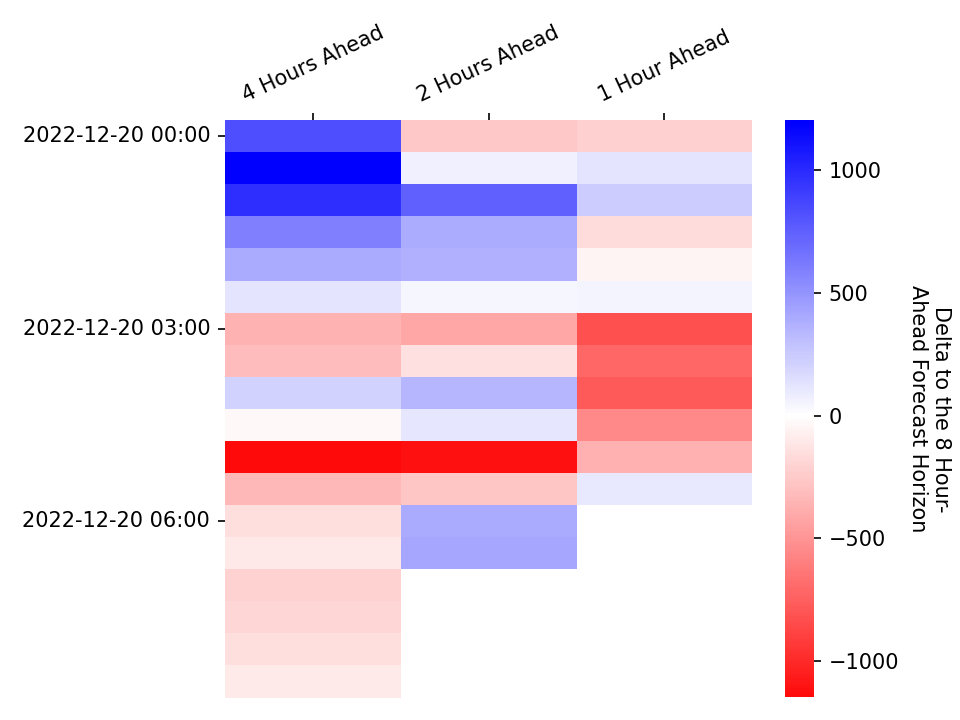 4 Hours Ahead
2 Hours Ahead
1 Hour Ahead
2022-12-20 00:00
2022-12-20 03:00
2022-12-20 06:00
1000
500
0
−500
−1000
Delta to the 8 Hour-
Ahead Forecast Horizon